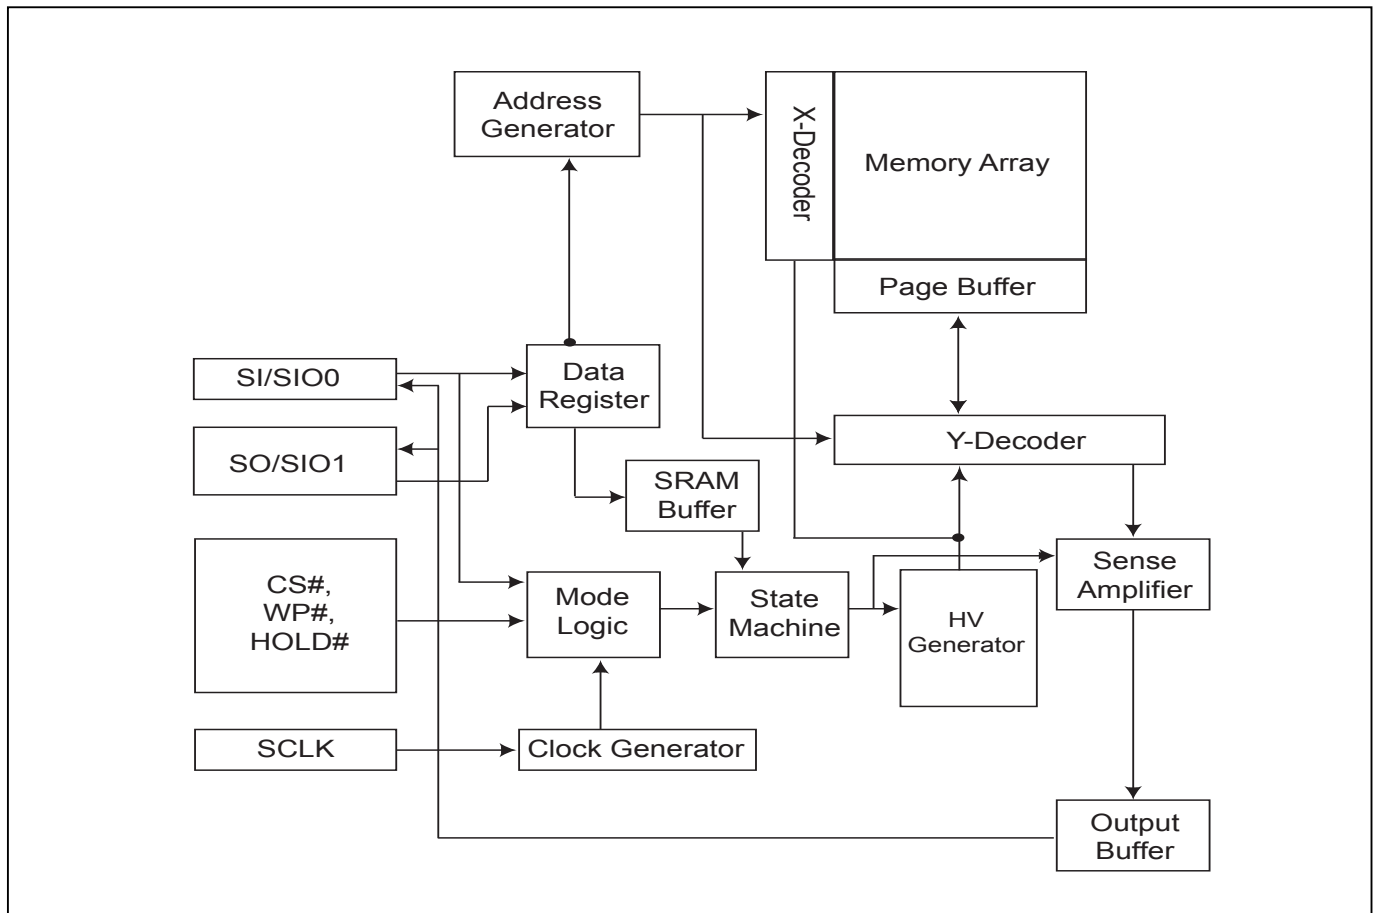 Address
Generator
X-Decoder
Memory Array
Page Buffer
SI/SIO0
Data
Register
SO/SIO1
Y-Decoder
SRAM
Buffer
CS#,
WP#,
HOLD#
Mode
Logic
State
Machine
HV
Generator
Sense
Amplifier
SCLK
Clock Generator
Output
Buffer